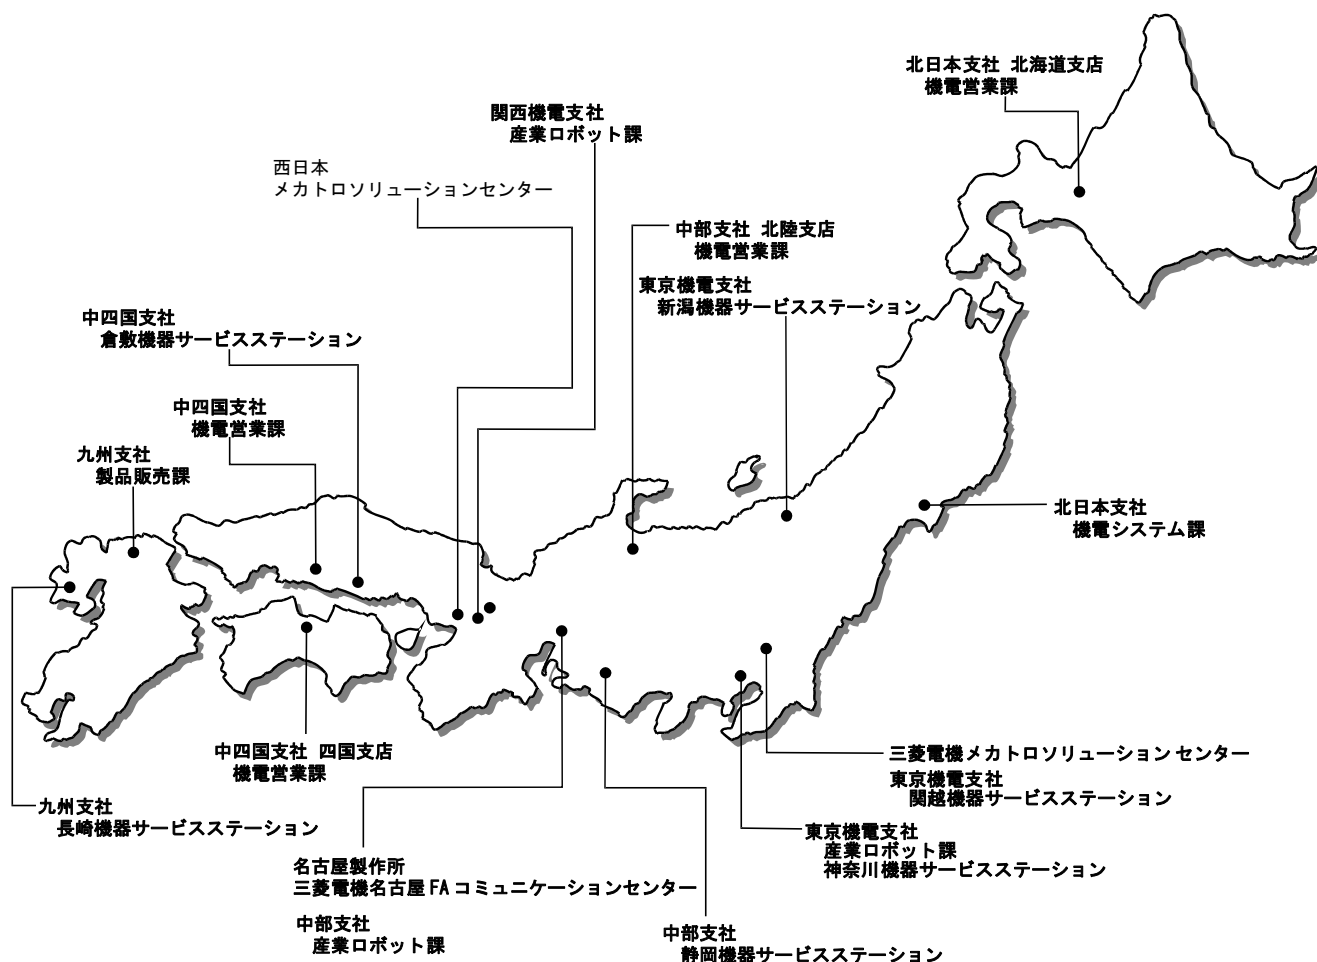 北日本支社 北海道支店
機電営業課
関西機電支社
産業ロボット課
西日本
メカトロソリューションセンター
中部支社 北陸支店
機電営業課
東京機電支社
新潟機器サービスステーション
中四国支社
倉敷機器サービスステーション
中四国支社
機電営業課
九州支社
製品販売課
北日本支社
機電システム課
中四国支社 四国支店
機電営業課
三菱電機メカトロソリューションセンター
東京機電支社
関越機器サービスステーション
九州支社
長崎機器サービスステーション
東京機電支社
産業ロボット課
神奈川機器サービスステーション
名古屋製作所
三菱電機名古屋FAコミュニケーションセンター
中部支社
産業ロボット課
中部支社
静岡機器サービスステーション